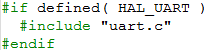 #if defined( HAL_UART )
  #include "uart.c"
#endif